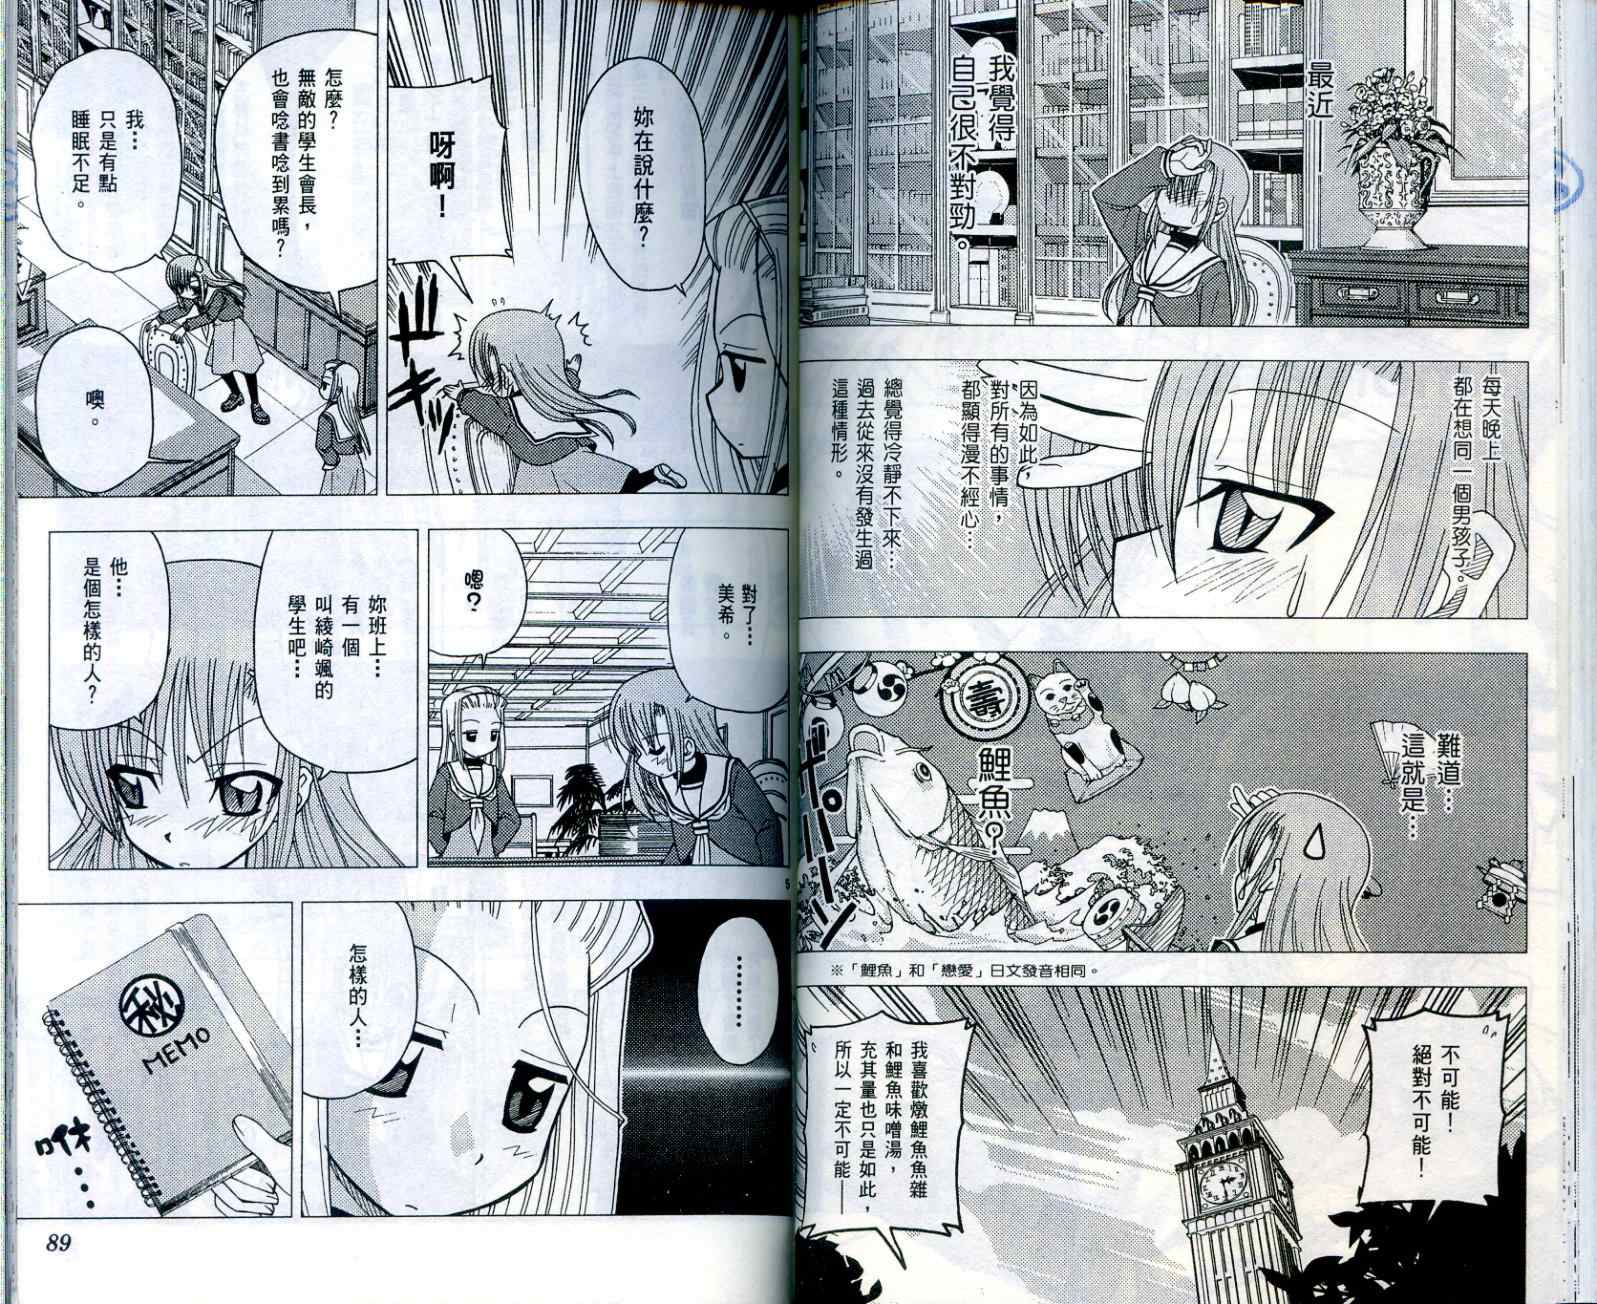 最近——
我覺得
自己很不對勁。
每天晚上
都在想同一個男孩子。
因為如此，
對所有的事情，
都顯得漫不經心…
總覺得冷靜不下來…
過去從來沒有發生過
這種情形。
難道…
這就是…
鯉魚？
壽
※「鯉魚」和「戀愛」日文發音相同。
不可能！
絕對不可能！
我喜歡燉鯉魚魚雜
和鯉魚味噌湯，
充其量也只是如此，
所以一定不可能——
妳在說什麼？
呀啊！
怎麼？
無敵的學生會長，
也會唸書唸到累嗎？
我…
只是有點
睡眠不足。
噢。
對了…
美希。
嗯？
妳班上…
有一個
叫綾崎颯的
學生吧…
他…
是個怎樣的人？
………
怎樣的人…
秘
MEMO
咻…
89